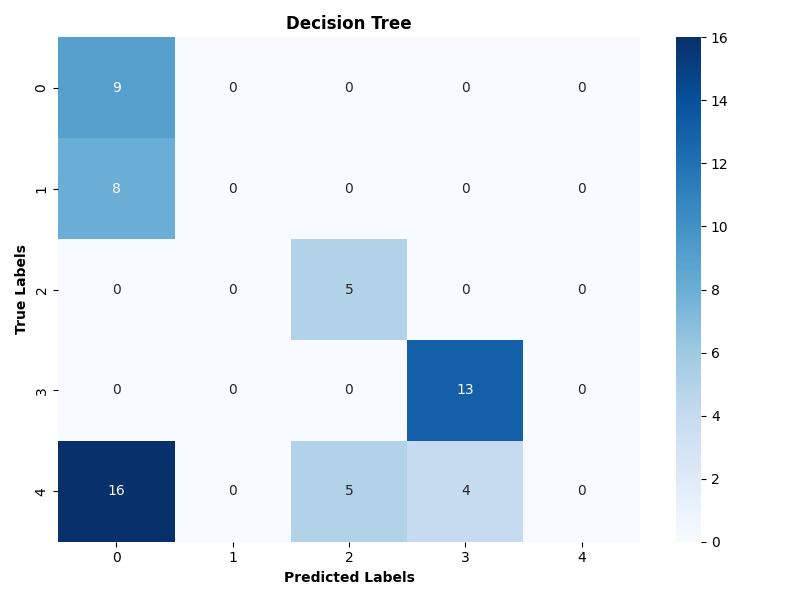 Decision Tree
0 9 0 0 0 0
1 8 0 0 0 0
2 0 0 5 0 0
3 0 0 0 13 0
4 16 0 5 4 0
0 1 2 3 4
Predicted Labels
True Labels
16
14
12
10
8
6
4
2
0